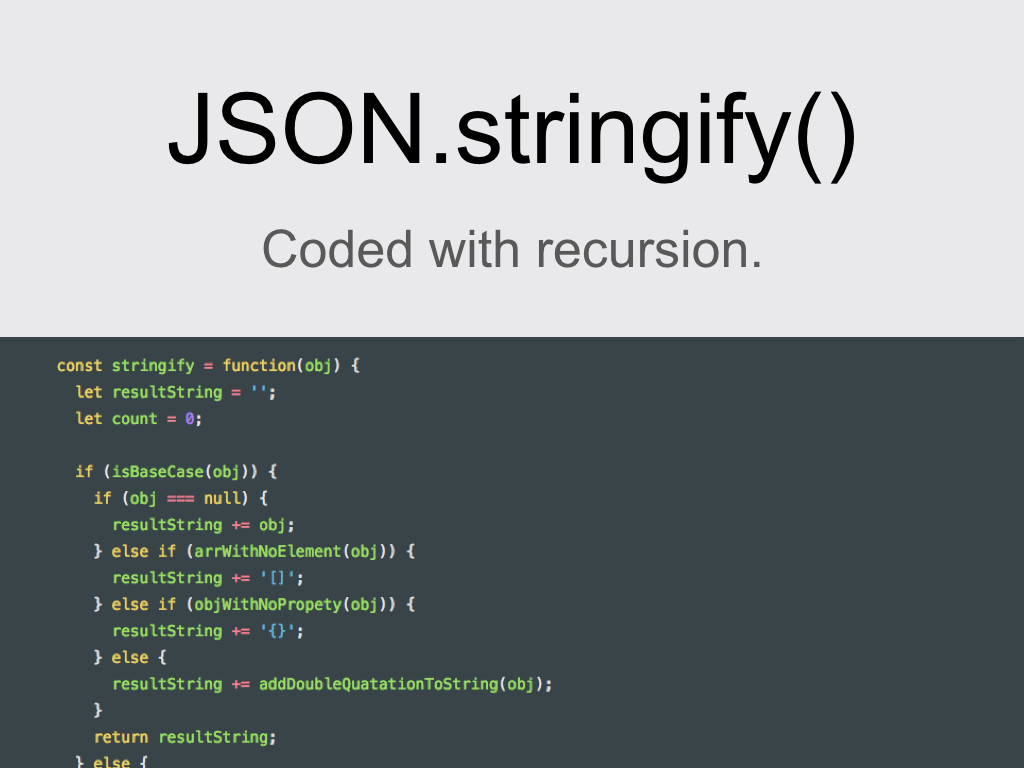 JSON.stringify()
Coded with recursion.
const stringify = function(obj) {
let resultString = '';
let count = 0;
if (isBaseCase(obj)) {
if (obj === null) {
resultString += obj;
} else if (arrWithNoElement(obj)) {
resultString += '[]';
} else if (objWithNoPropety(obj)) {
resultString += '{}';
} else {
resultString += addDoubleQuatationToString(obj);
}
return resultString;
} else {